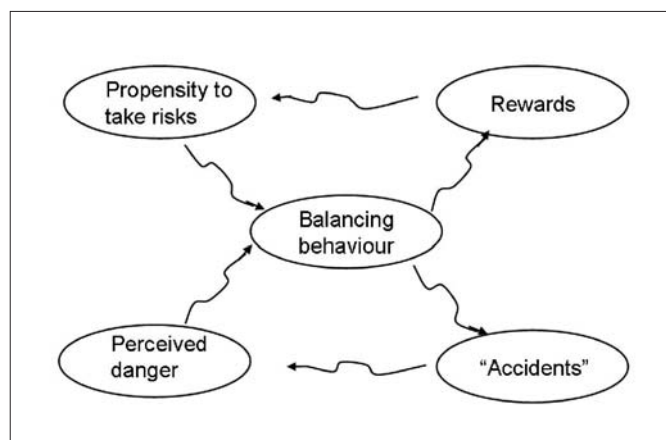 Propensity to
take risks
Rewards
Balancing
behaviour
Perceived
danger
“Accidents”